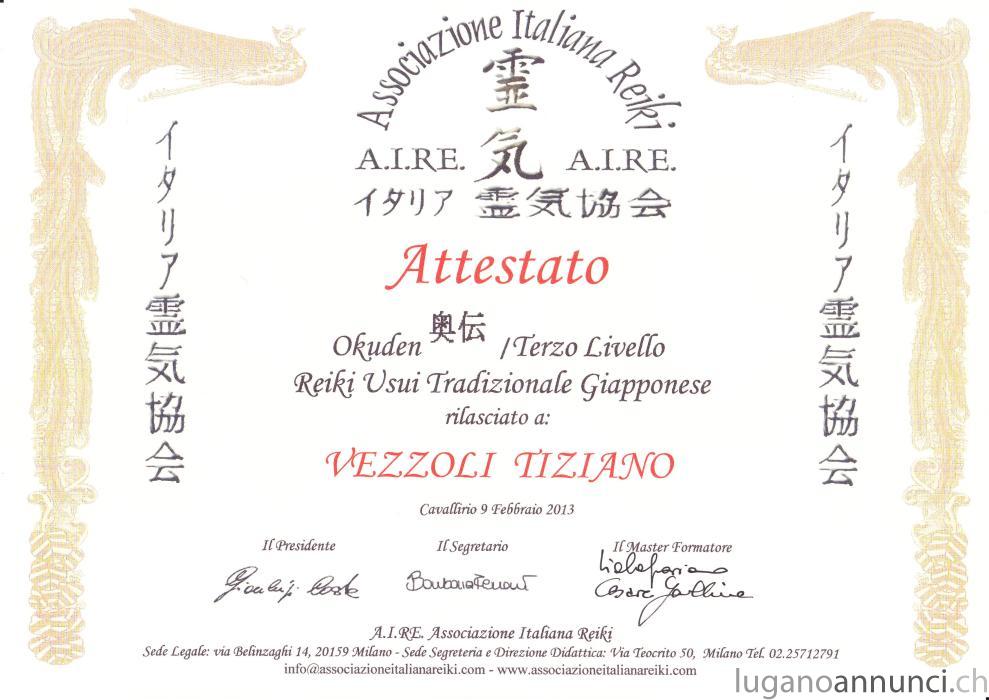 Associazione Italiana Reiki
霊気
A.I.RE. A.I.RE.
イタリア 霊気協会
イタリア霊気協会
イタリア霊気協会
Attestato
Okuden 奥伝 /Terzo Livello
Reiki Usui Tradizionale Giapponese
rilasciato a:
VEZZOLI TIZIANO
Cavallirio 9 Febbraio 2013
Il Presidente Il Segretario Il Master Formatore
A.I.RE. Associazione Italiana Reiki
Sede Legale: via Belinzaghi 14, 20159 Milano - Sede Segreteria e Direzione Didattica: Via Teocrito 50, Milano Tel. 02.25712791
info@associazioneitalianareiki.com - www.associazioneitalianareiki.com
luganoannunci.ch